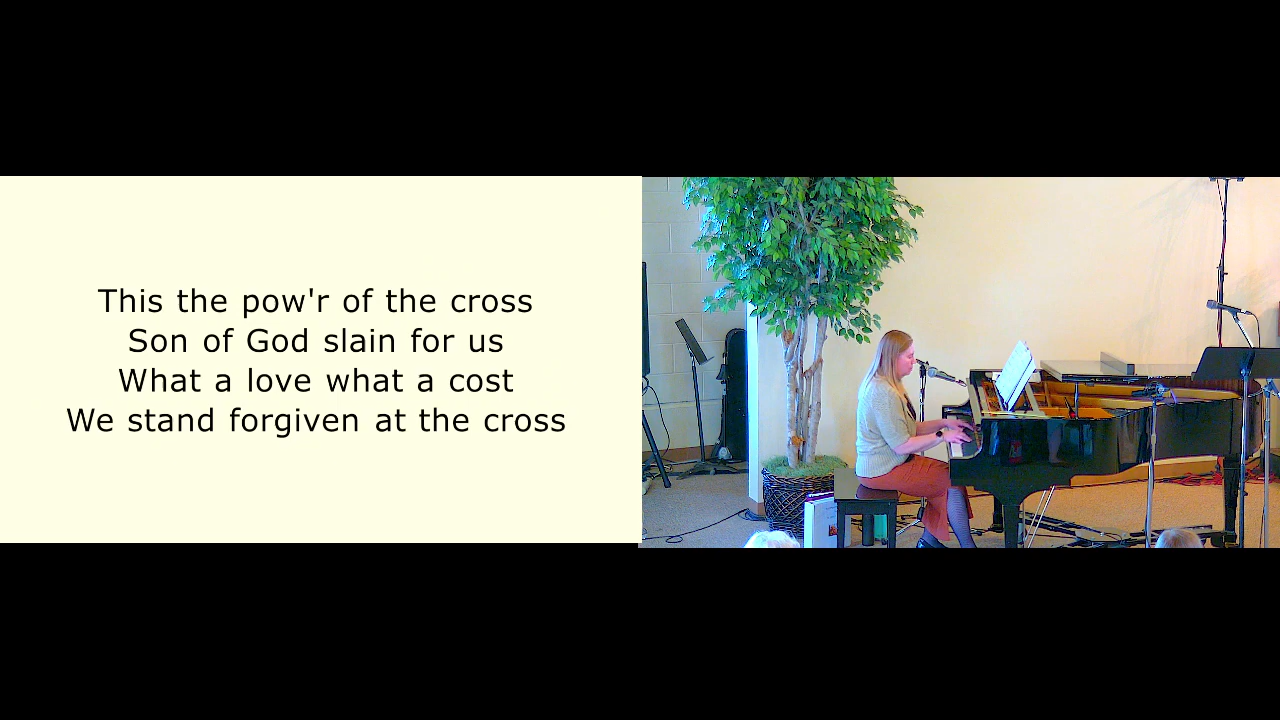 This the pow'r of the cross
Son of God slain for us
What a love what a cost
We stand forgiven at the cross